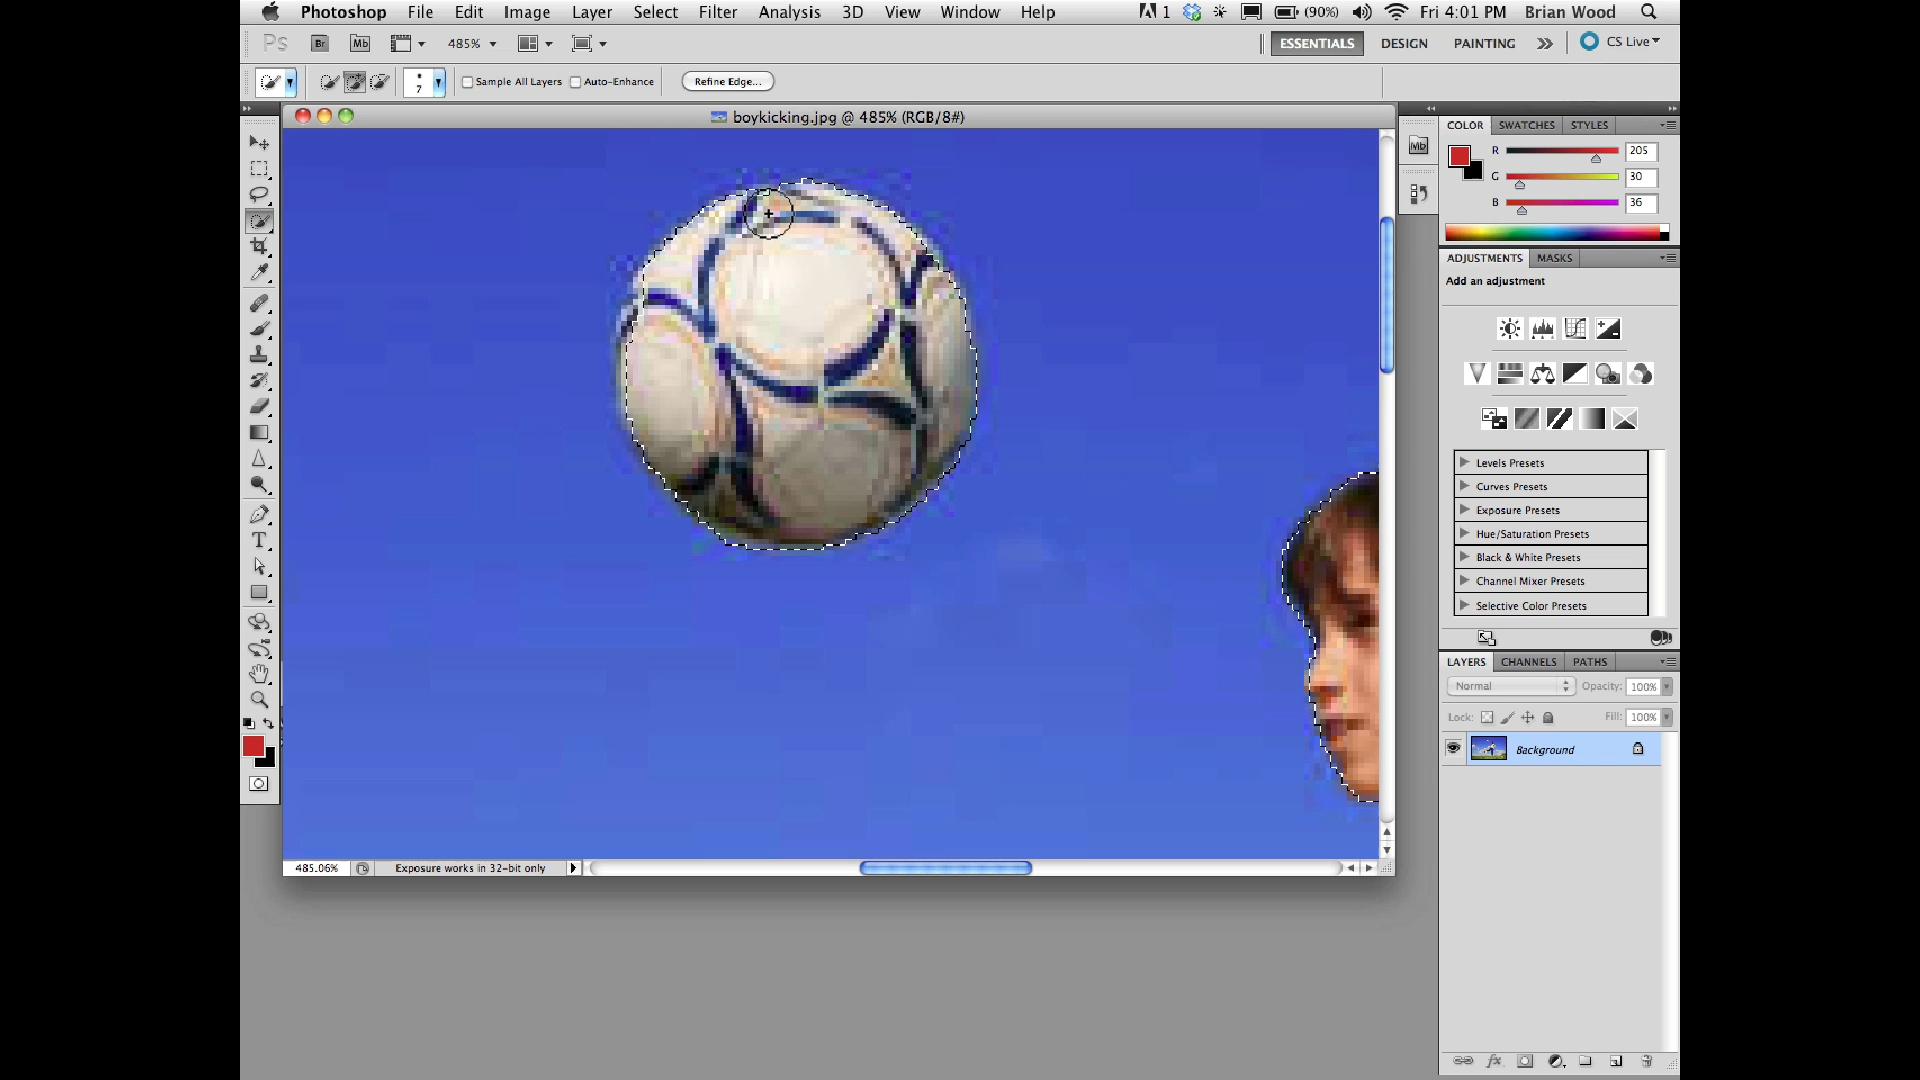 Photoshop File Edit Image Layer Select Filter Analysis 3D View Window Help 1 (90%) Fri 4:01 PM Brian Wood
Ps Br Mb 485% ESSENTIALS DESIGN PAINTING CS Live
7 Sample All Layers Auto-Enhance Refine Edge...
boykicking.jpg @ 485% (RGB/8#)
Mb
COLOR SWATCHES STYLES
R 205
G 30
B 36
ADJUSTMENTS MASKS
Add an adjustment
Levels Presets
Curves Presets
Exposure Presets
Hue/Saturation Presets
Black & White Presets
Channel Mixer Presets
Selective Color Presets
LAYERS CHANNELS PATHS
Normal Opacity: 100%
Lock: Fill: 100%
Background
485.06% Exposure works in 32-bit only
T
fx